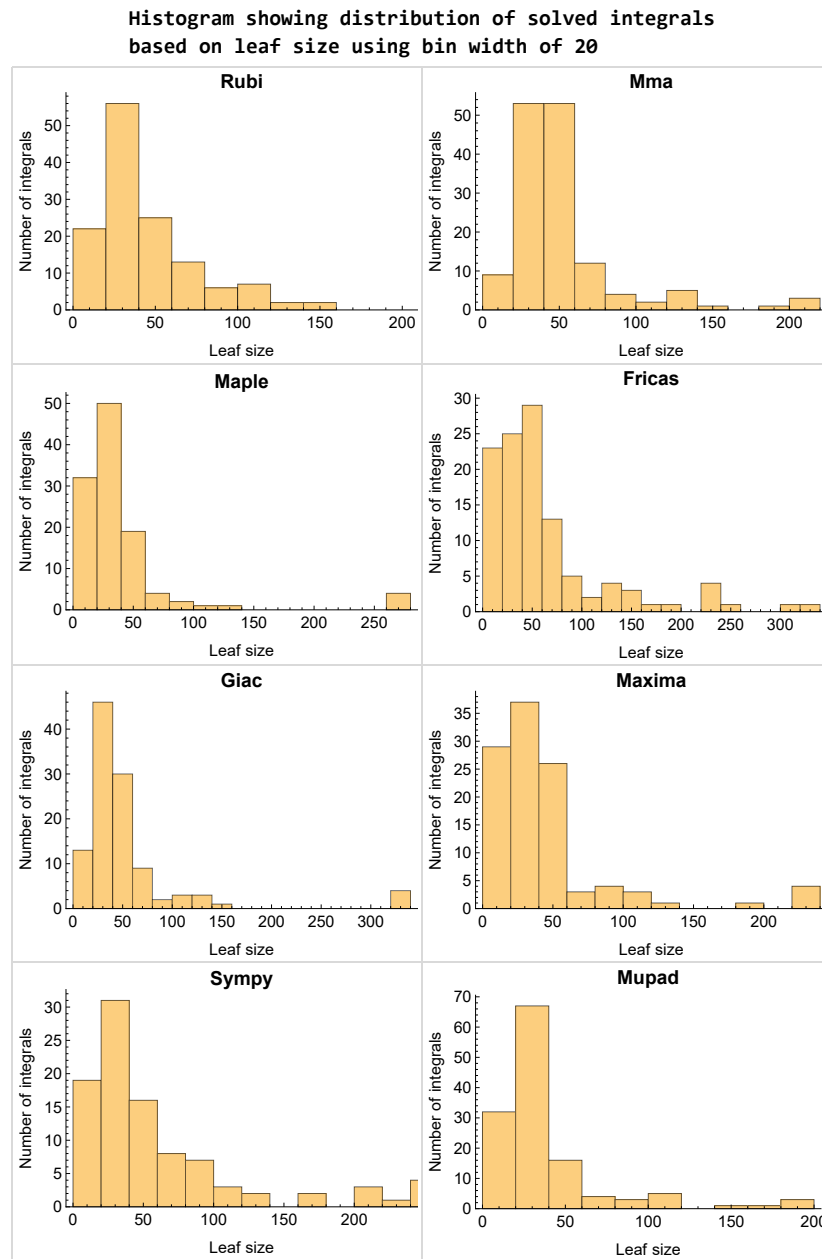 Histogram showing distribution of solved integrals
based on leaf size using bin width of 20
Rubi
Number of integrals
50
40
30
20
10
0
0 50 100 150 200
Leaf size
Mma
Number of integrals
50
40
30
20
10
0
0 50 100 150 200
Leaf size
Maple
Number of integrals
50
40
30
20
10
0
0 50 100 150 200 250
Leaf size
Fricas
Number of integrals
30
25
20
15
10
5
0
0 50 100 150 200 250 300
Leaf size
Giac
Number of integrals
40
30
20
10
0
0 50 100 150 200 250 300
Leaf size
Maxima
Number of integrals
35
30
25
20
15
10
5
0
0 50 100 150 200
Leaf size
Sympy
Number of integrals
30
25
20
15
10
5
0
0 50 100 150 200
Leaf size
Mupad
Number of integrals
70
60
50
40
30
20
10
0
0 50 100 150 200
Leaf size